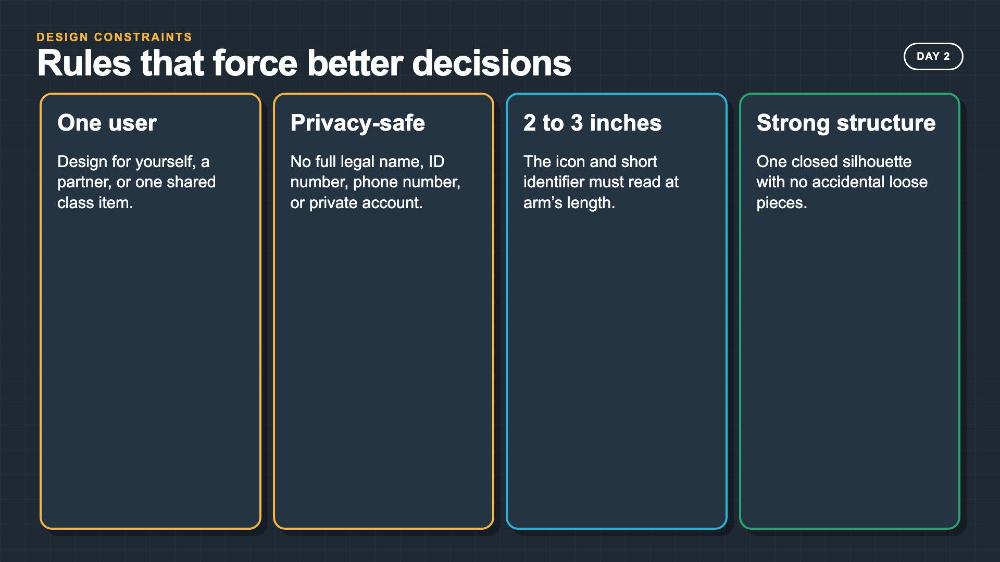 DESIGN CONSTRAINTS
Rules that force better decisions
DAY 2
One user
Design for yourself, a
partner, or one shared
class item.
Privacy-safe
No full legal name, ID
number, phone number,
or private account.
2 to 3 inches
The icon and short
identifier must read at
arm’s length.
Strong structure
One closed silhouette
with no accidental loose
pieces.